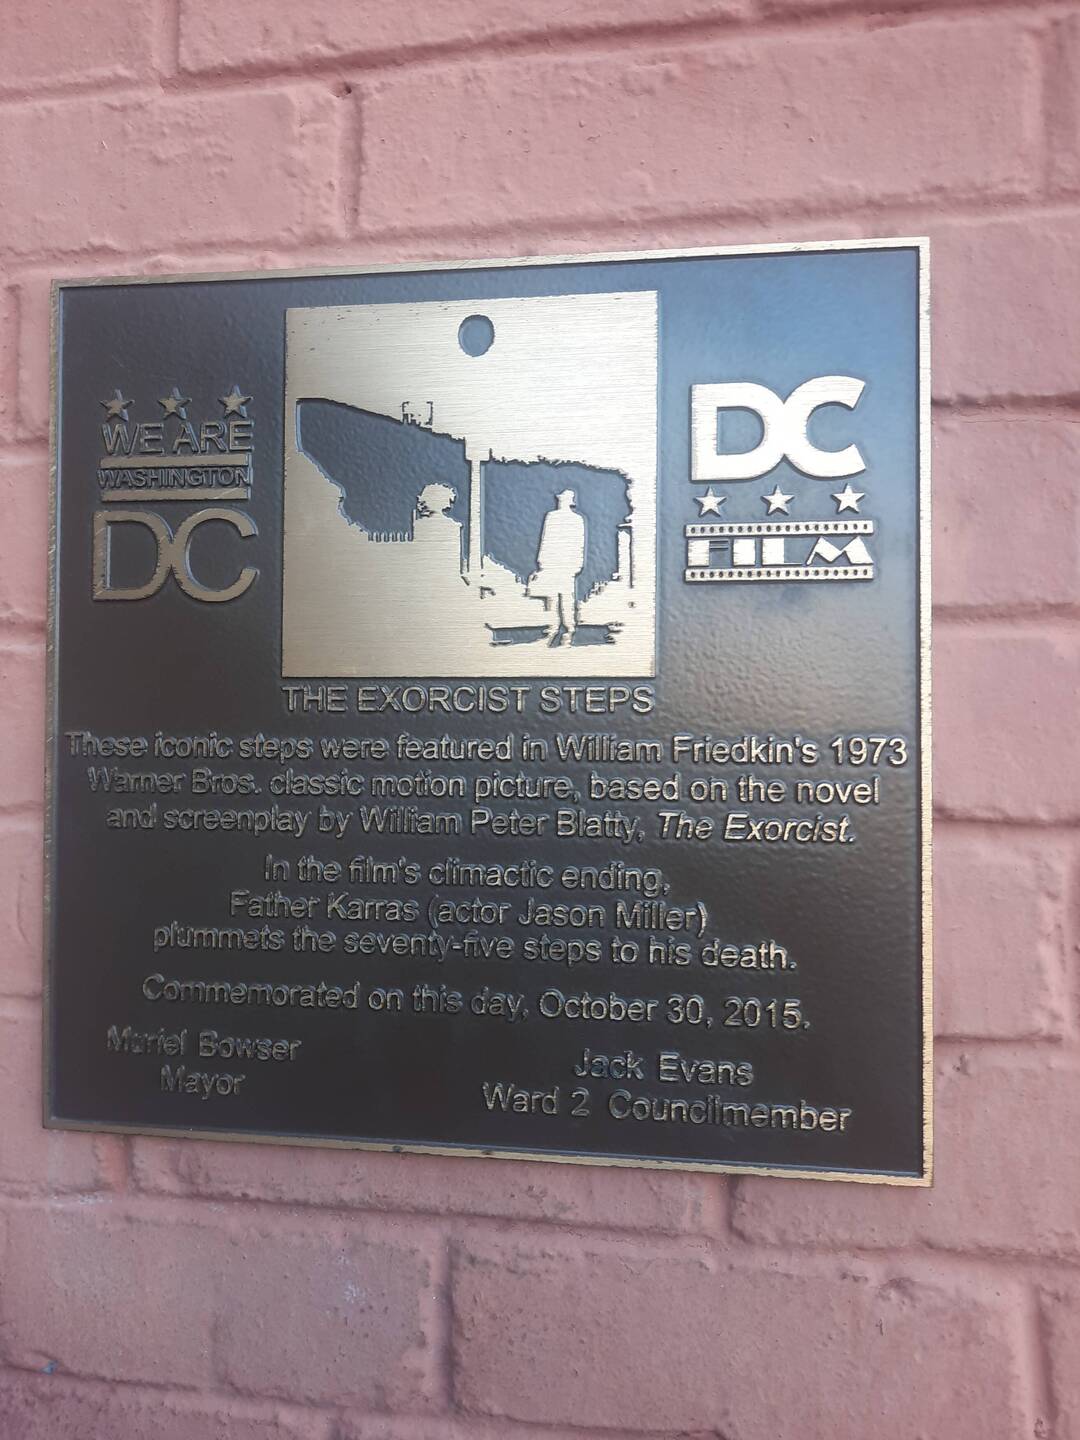 WE ARE
WASHINGTON
DC
DC
FILM
THE EXORCIST STEPS
These iconic steps were featured in William Friedkin's 1973
Warner Bros. classic motion picture, based on the novel
and screenplay by William Peter Blatty, The Exorcist.
In the film's climactic ending,
Father Karras (actor Jason Miller)
plummets the seventy-five steps to his death.
Commemorated on this day, October 30, 2015.
Muriel Bowser
Mayor
Jack Evans
Ward 2 Councilmember